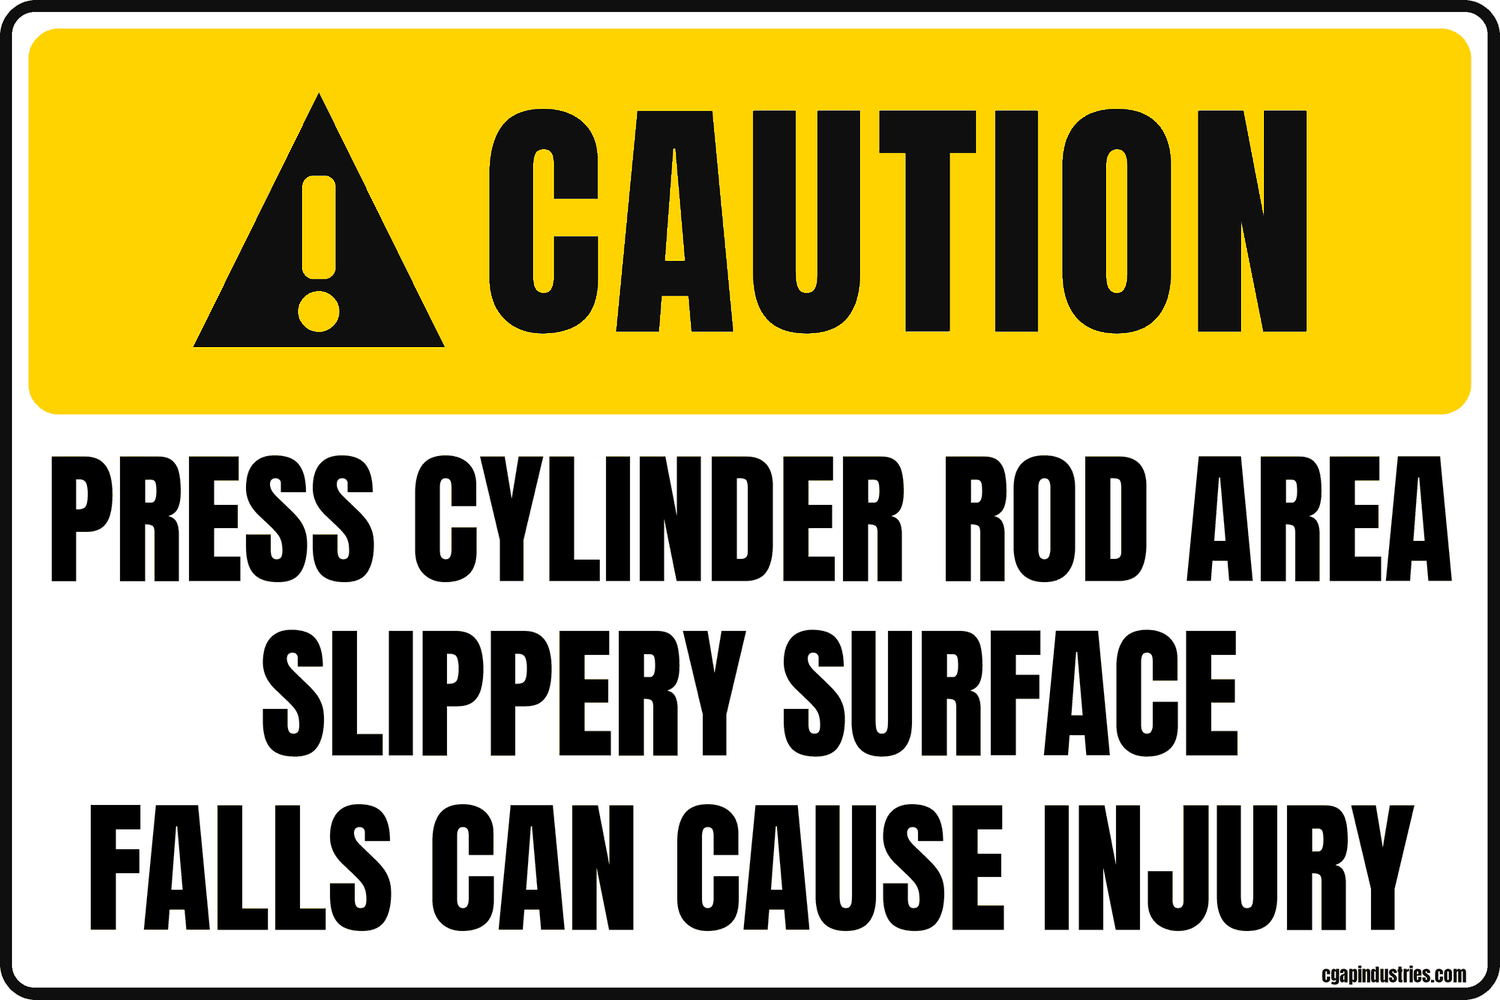 CAUTION
PRESS CYLINDER ROD AREA
SLIPPERY SURFACE
FALLS CAN CAUSE INJURY
cgapindustries.com